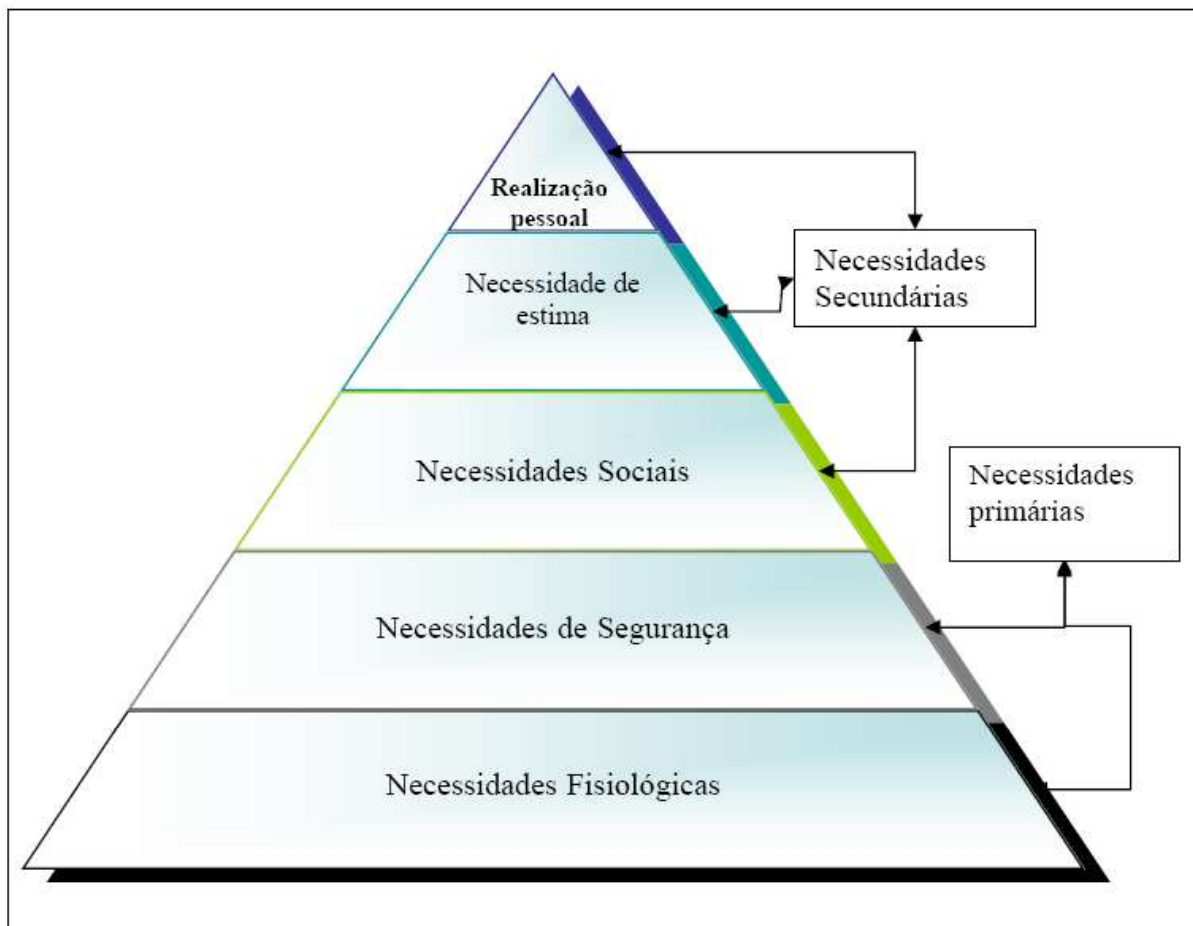 Realização
pessoal
Necessidade de
estima
Necessidades
Secundárias
Necessidades Sociais
Necessidades
primárias
Necessidades de Segurança
Necessidades Fisiológicas